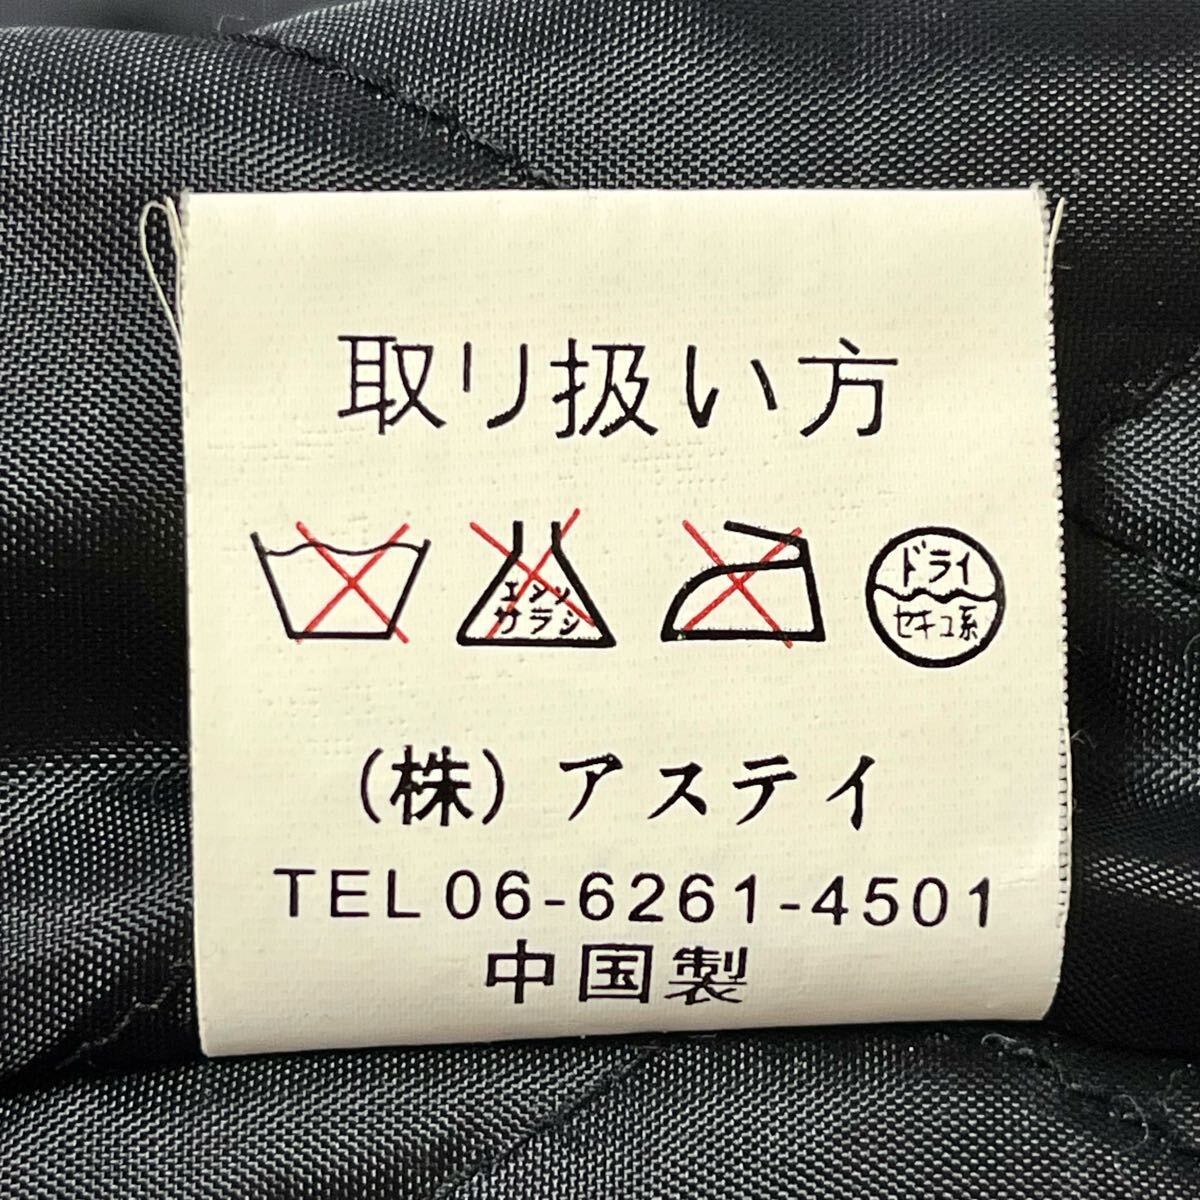 取り扱い方
エンソ
サラシ
ドライ
セキユ系
(株)アステイ
TEL 06-6261-4501
中国製